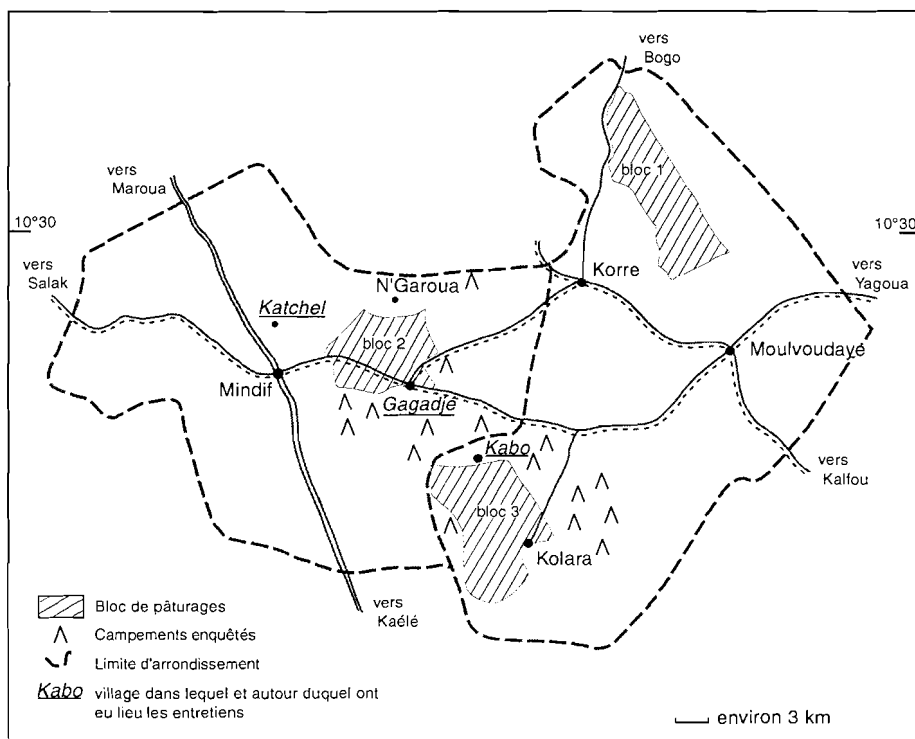 vers
Bogo
vers
Maroua
bloc 1
10°30
10°30
vers
Salak
N'Garoua
Korre
vers
Yagoua
Katchel
bloc 2
Moulvoudayé
Mindif
Gagadjé
Kabo
vers
Kalfou
bloc 3
Kolara
vers
Kaélé
Bloc de pâturages
Campements enquêtés
Limite d'arrondissement
Kabo village dans lequel et autour duquel ont
eu lieu les entretiens
environ 3 km